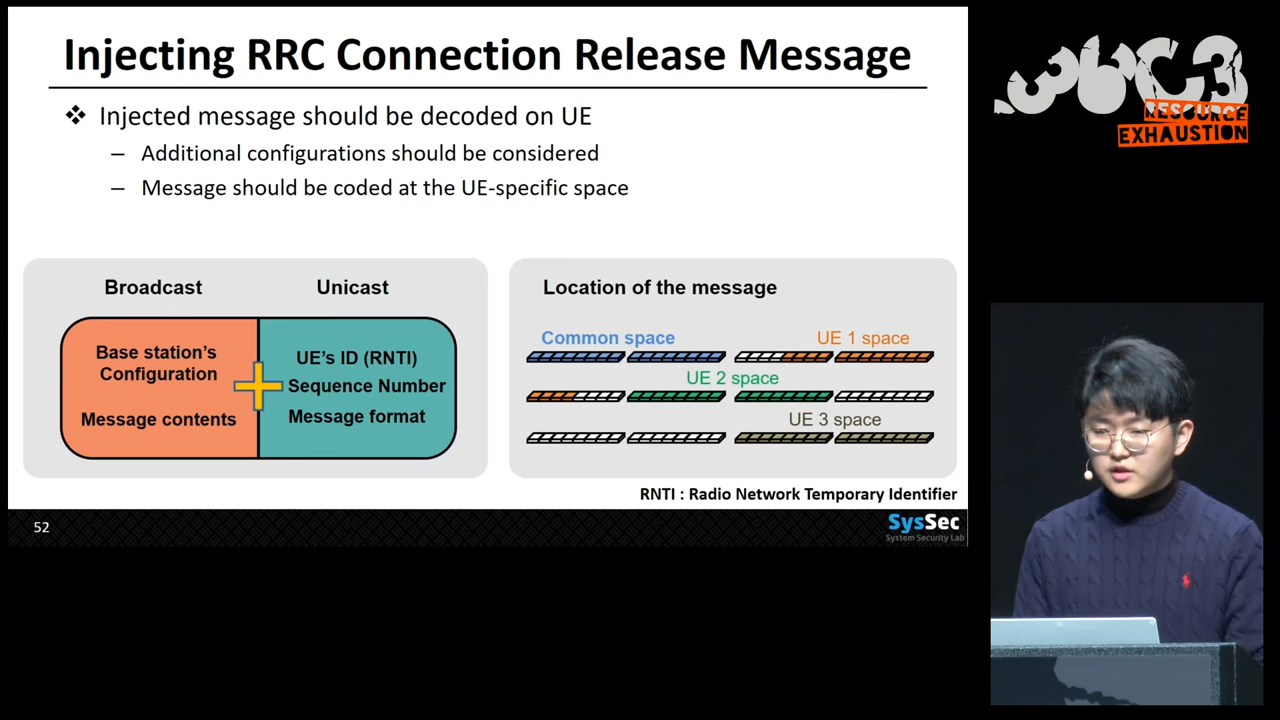 Injecting RRC Connection Release Message
❖ Injected message should be decoded on UE
– Additional configurations should be considered
– Message should be coded at the UE-specific space
Broadcast
Unicast
Base station's
Configuration
Message contents
UE's ID (RNTI)
Sequence Number
Message format
Location of the message
Common space
UE 1 space
UE 2 space
UE 3 space
RNTI : Radio Network Temporary Identifier
52
SysSec
System Security Lab
36C3
RESOURCE
EXHAUSTION